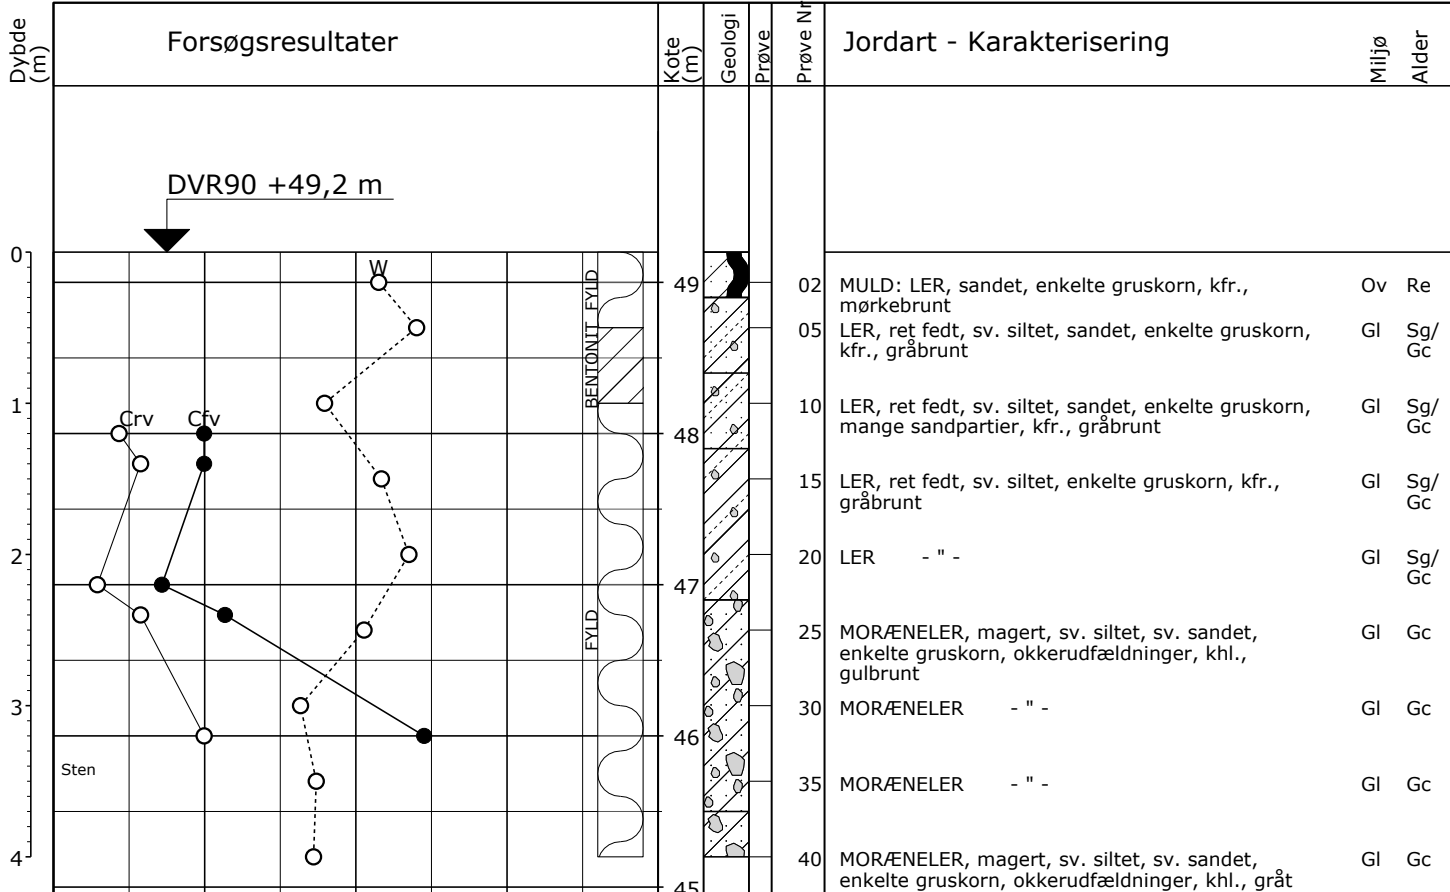 Dybde (m)
Forsøgsresultater
Kote (m)
Geologi
Prøve
Prøve Nr
Jordart - Karakterisering
Miljø
Alder
DVR90 +49,2 m
0
1
2
3
4
W
Crv
Cfv
Sten
FYLD
BENTONIT
FYLD
49
48
47
46
45
02 MULD: LER, sandet, enkelte gruskorn, kfr., Ov Re
mørkebrunt
05 LER, ret fedt, sv. siltet, sandet, enkelte gruskorn, Gl Sg/
kfr., gråbrunt Gc
10 LER, ret fedt, sv. siltet, sandet, enkelte gruskorn, Gl Sg/
mange sandpartier, kfr., gråbrunt Gc
15 LER, ret fedt, sv. siltet, enkelte gruskorn, kfr., Gl Sg/
gråbrunt Gc
20 LER - " - Gl Sg/
Gc
25 MORÆNELER, magert, sv. siltet, sv. sandet, Gl Gc
enkelte gruskorn, okkerudfældninger, khl.,
gulbrunt
30 MORÆNELER - " - Gl Gc
35 MORÆNELER - " - Gl Gc
40 MORÆNELER, magert, sv. siltet, sv. sandet, Gl Gc
enkelte gruskorn, okkerudfældninger, khl., gråt